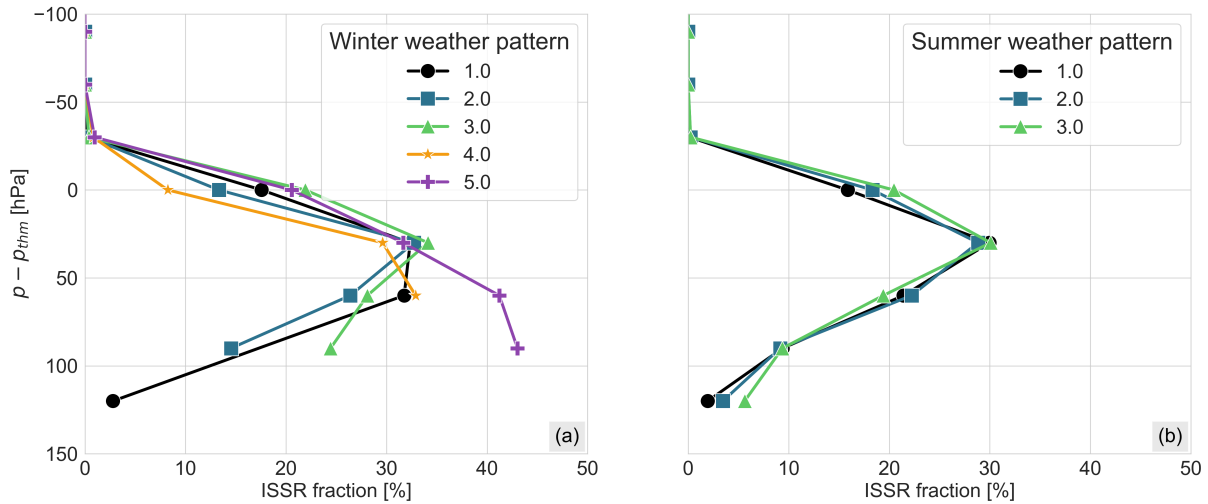 −100
−50
0
50
100
150
p − p_thm [hPa]
0 10 20 30 40 50
ISSR fraction [%]
Winter weather pattern
1.0
2.0
3.0
4.0
5.0
(a)
0 10 20 30 40 50
ISSR fraction [%]
Summer weather pattern
1.0
2.0
3.0
(b)